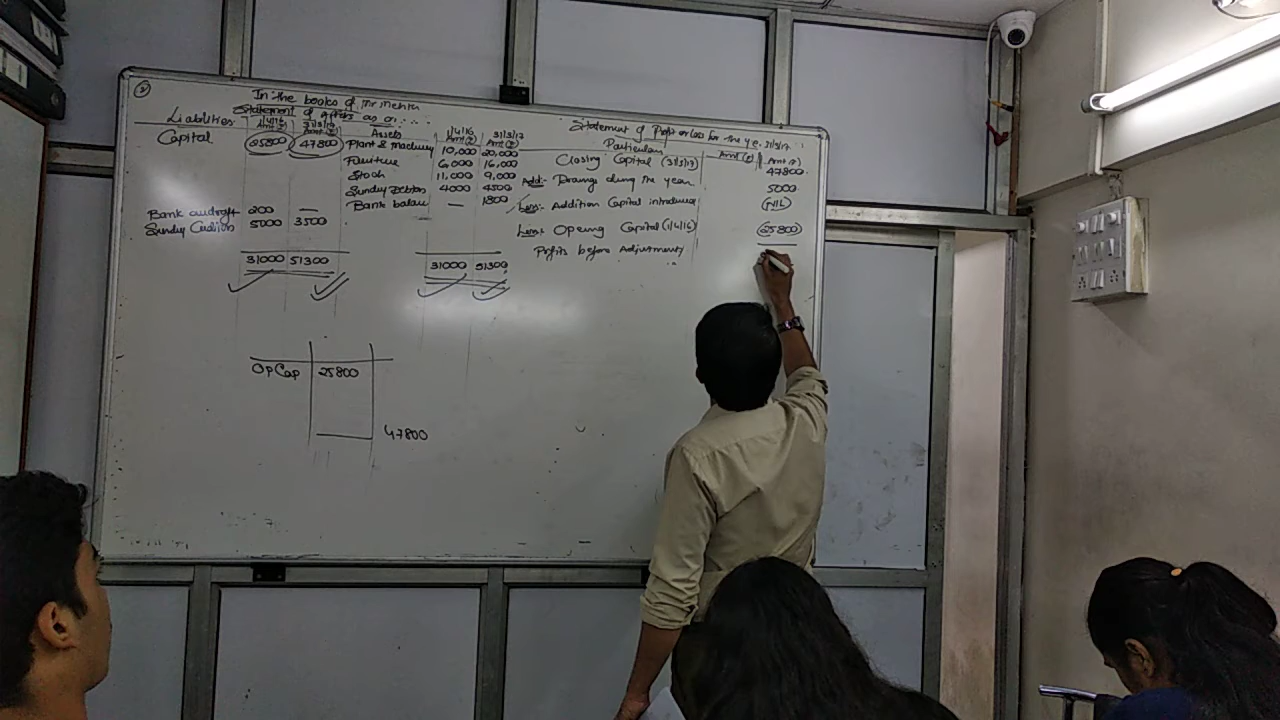 ②
In the books of Mr Mehta
Statement of Affairs as on ....
Liabilities 1/4/16 Amt (₹) 31/3/17 Amt (₹) Assets 1/4/16 Amt (₹) 31/3/17 Amt (₹)
Capital 25800 47800 Plant & Machinery 10,000 20,000
Furniture 6,000 16,000
Stock 11,000 9,000
Sundry Debtors 4000 4500
Bank balan — 1800
Bank overdraft 200 —
Sundry Creditors 5000 3500
31000 51300 31000 51300
Op Cap 25800
47800
Statement of Profit or loss for the y.e. 31/3/17
Particulars Amt (₹) Amt (₹)
Closing Capital (31/3/17) 47800
Add:- Drawing during the year 5000
Less:- Addition Capital introduced (NIL)
Less:- Opening Capital (1/4/16) (25800)
Profits before Adjustment